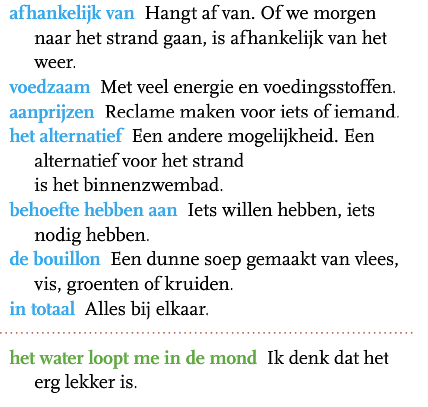 afhankelijk van Hangt af van. Of we morgen
naar het strand gaan, is afhankelijk van het
weer.
voedzaam Met veel energie en voedingsstoffen.
aanprijzen Reclame maken voor iets of iemand.
het alternatief Een andere mogelijkheid. Een
alternatief voor het strand
is het binnenzwembad.
behoefte hebben aan Iets willen hebben, iets
nodig hebben.
de bouillon Een dunne soep gemaakt van vlees,
vis, groenten of kruiden.
in totaal Alles bij elkaar.
het water loopt me in de mond Ik denk dat het
erg lekker is.